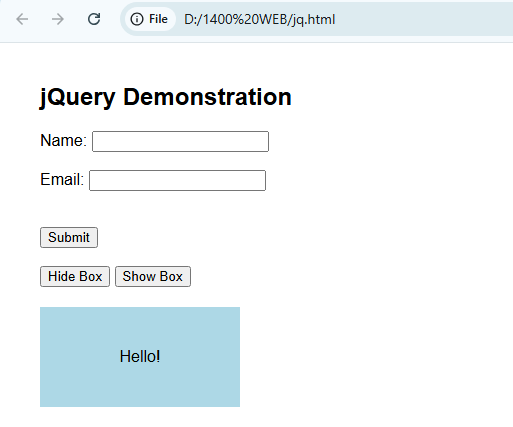 File D:/1400%20WEB/jq.html
jQuery Demonstration
Name:
Email:
Submit
Hide Box Show Box
Hello!